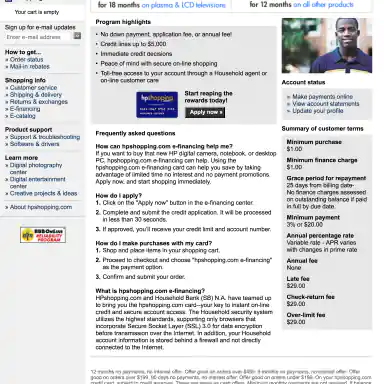 for 18 months on plasma & LCD televisions
for 12 months on all other products
Your cart is empty
Sign up for e-mail updates
Enter e-mail address
How to get...
» Order status
» Mail-in rebates
Shopping info
» Customer service
» Shipping & delivery
» Returns & exchanges
» E-financing
» E-catalog
Product support
» Support & troubleshooting
» Software & drivers
Learn more
» Digital photography
center
» Digital entertainment
center
» Creative projects & ideas
» About hpshopping.com
BBBOnLine
RELIABILITY
PROGRAM
Program highlights
• No down payment, application fee, or annual fee!
• Credit lines up to $5,000
• Immediate credit decisions
• Peace of mind with secure on-line shopping
• Toll-free access to your account through a Household agent or
on-line customer care
hpshopping
Start reaping the
rewards today!
Apply now »
Frequently asked questions
How can hpshopping.com e-financing help me?
If you want to buy that new HP digital camera, notebook, or desktop
PC, hpshopping.com e-financing can help. Using the
hpshopping.com e-financing card can help you save by taking
advantage of limited time no interest and no payment promotions.
Apply now, and start shopping immediately.
How do I apply?
1. Click on the "Apply now" button in the e-financing center.
2. Complete and submit the credit application. It will be processed
in less than 30 seconds.
3. If approved, you'll receive your credit limit and account number.
How do I make purchases with my card?
1. Shop and place items in your shopping cart.
2. Proceed to checkout and choose "hpshopping.com e-financing"
as the payment option.
3. Confirm and submit your order.
What is hpshopping.com e-financing?
HPshopping.com and Household Bank (SB) N.A. have teamed up
to bring you the hpshopping.com card—your key to instant on-line
credit and secure account access. The Household security system
utilizes the highest standards, supporting only browsers that
incorporate Secure Socket Layer (SSL) 3.0 for data encryption
before transmission over the Internet. In addition, your Household
account information is stored behind a firewall and not directly
connected to the Internet.
Account status
» Make payments online
» View account statements
» Update your profile
Summary of customer terms
Minimum purchase
$1.00
Minimum finance charge
$1.00
Grace period for repayment
25 days from billing date-
No finance charges assessed
on outstanding balance if paid
in full by due date.
Minimum payment
3% or $20.00
Annual percentage rate
Variable rate - APR varies
with changes in prime rate
Annual fee
None
Late fee
$29.00
Check-return fee
$29.00
Over-limit fee
$29.00